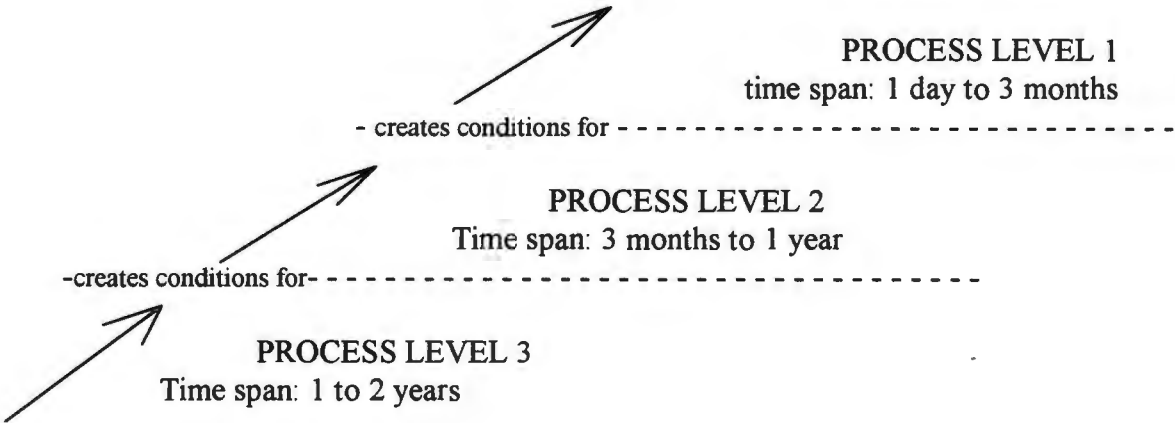 PROCESS LEVEL 1
time span: 1 day to 3 months
- creates conditions for - - - - - - - - - - - - - - - - - - - - - - - - - - - - - -
PROCESS LEVEL 2
Time span: 3 months to 1 year
-creates conditions for- - - - - - - - - - - - - - - - - - - - - - - - - - - - - - - - -
PROCESS LEVEL 3
Time span: 1 to 2 years